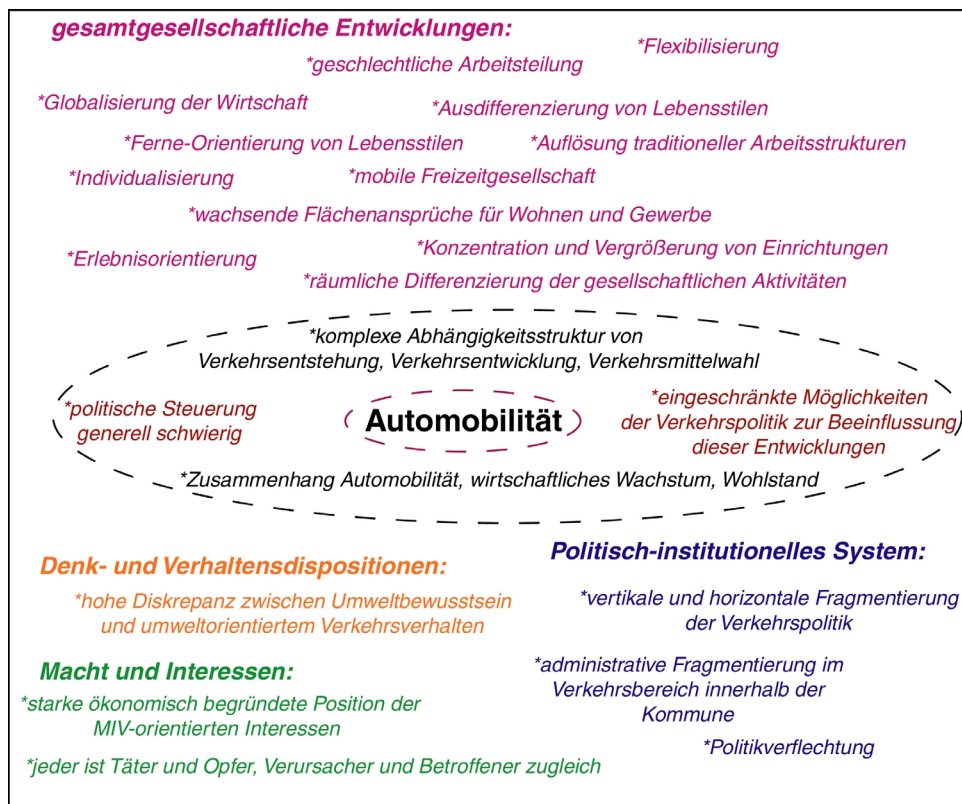 gesamtgesellschaftliche Entwicklungen:
*Flexibilisierung
*geschlechtliche Arbeitsteilung
*Globalisierung der Wirtschaft
*Ausdifferenzierung von Lebensstilen
*Ferne-Orientierung von Lebensstilen
*Auflösung traditioneller Arbeitsstrukturen
*Individualisierung
*mobile Freizeitgesellschaft
*wachsende Flächenansprüche für Wohnen und Gewerbe
*Konzentration und Vergrößerung von Einrichtungen
*Erlebnisorientierung
*räumliche Differenzierung der gesellschaftlichen Aktivitäten
*komplexe Abhängigkeitsstruktur von
Verkehrsentstehung, Verkehrsentwicklung, Verkehrsmittelwahl
*politische Steuerung
generell schwierig
Automobilität
*eingeschränkte Möglichkeiten
der Verkehrspolitik zur Beeinflussung
dieser Entwicklungen
*Zusammenhang Automobilität, wirtschaftliches Wachstum, Wohlstand
Denk- und Verhaltensdispositionen:
*hohe Diskrepanz zwischen Umweltbewusstsein
und umweltorientiertem Verkehrsverhalten
Macht und Interessen:
*starke ökonomisch begründete Position der
MIV-orientierten Interessen
*jeder ist Täter und Opfer, Verursacher und Betroffener zugleich
Politisch-institutionelles System:
*vertikale und horizontale Fragmentierung
der Verkehrspolitik
*administrative Fragmentierung im
Verkehrsbereich innerhalb der
Kommune
*Politikverflechtung